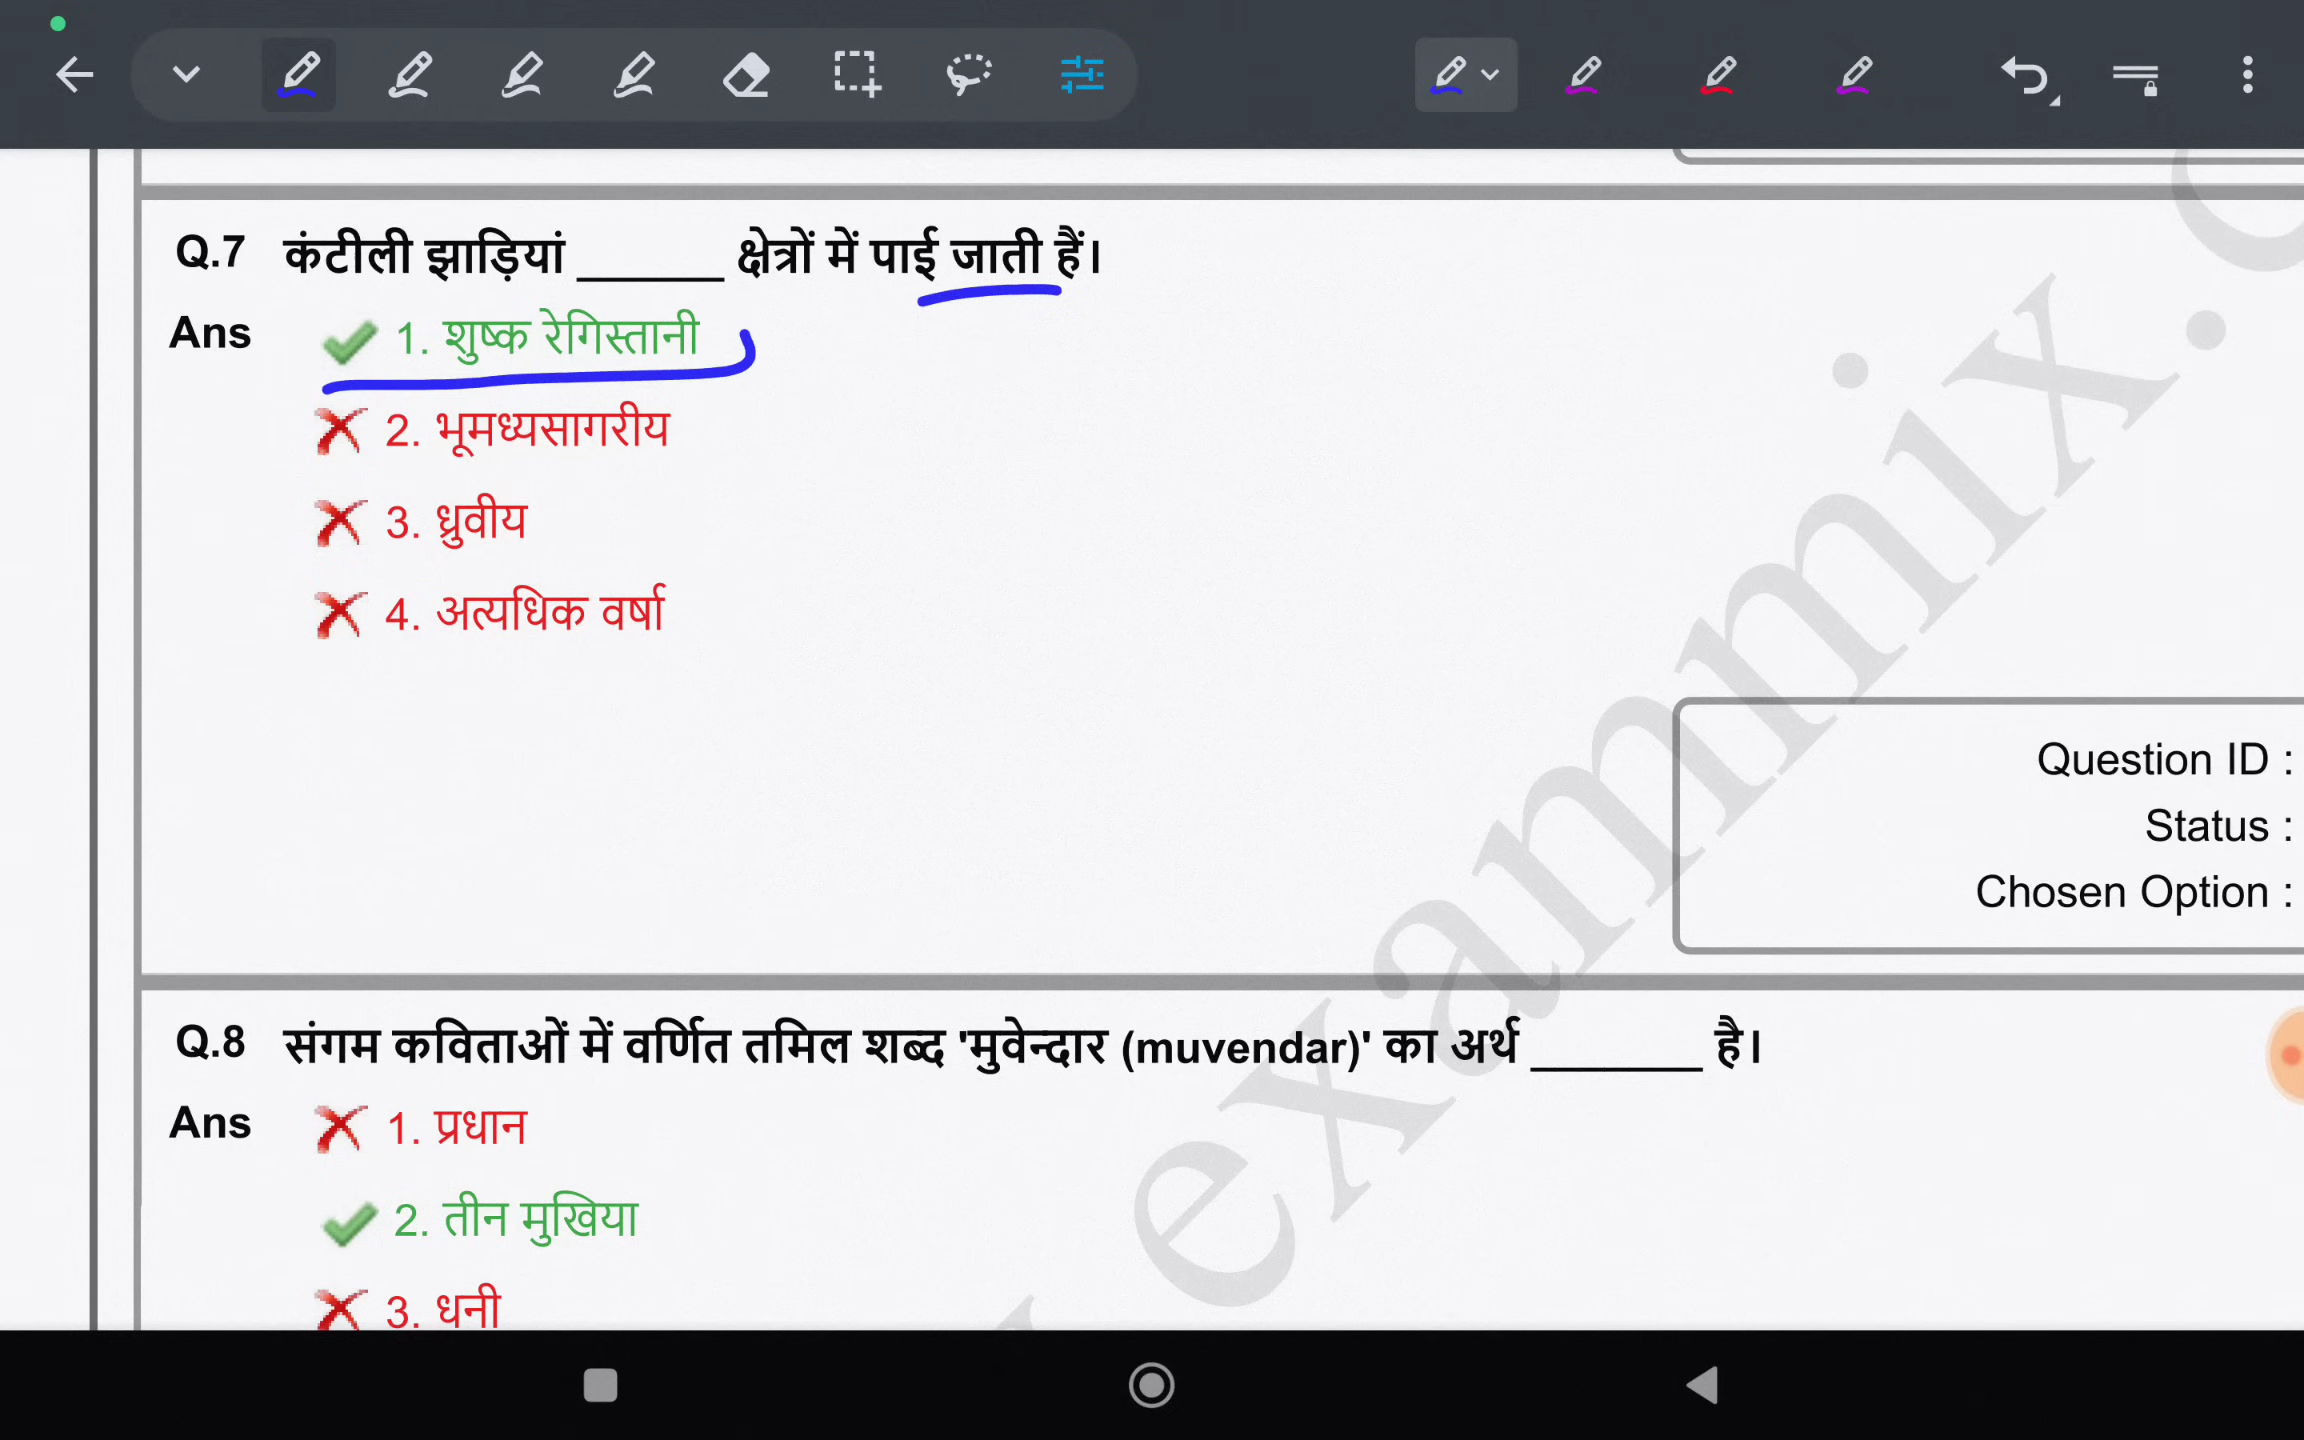 Q.7 कंटीली झाड़ियां ______ क्षेत्रों में पाई जाती हैं।
Ans 1. शुष्क रेगिस्तानी
2. भूमध्यसागरीय
3. ध्रुवीय
4. अत्यधिक वर्षा
Question ID :
Status :
Chosen Option :
Q.8 संगम कविताओं में वर्णित तमिल शब्द 'मुवेन्दार (muvendar)' का अर्थ _______ है।
Ans 1. प्रधान
2. तीन मुखिया
3. धनी
exammix.c